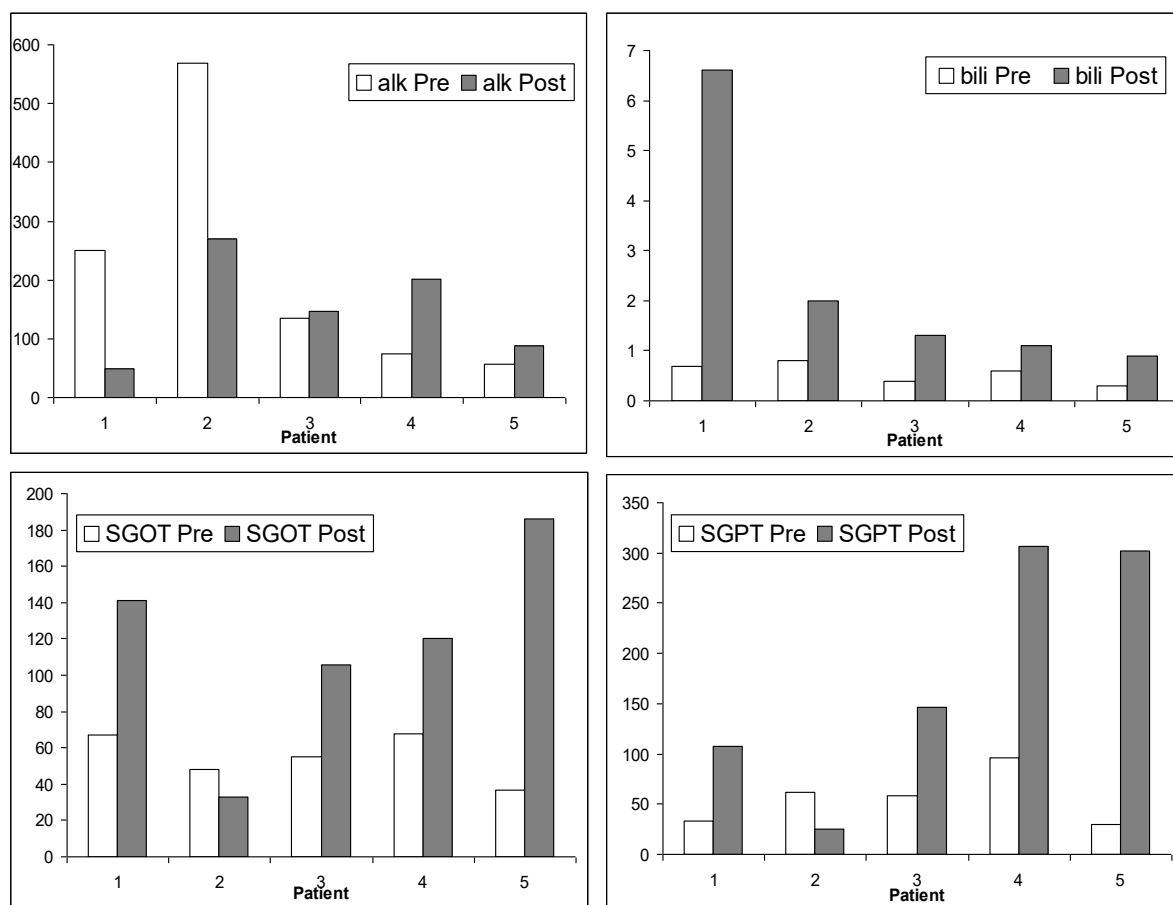 600
500
400
300
200
100
0
alk Pre alk Post
1 2 3 4 5
Patient
7
6
5
4
3
2
1
0
bili Pre bili Post
1 2 3 4 5
Patient
200
180
160
140
120
100
80
60
40
20
0
SGOT Pre SGOT Post
1 2 3 4 5
Patient
350
300
250
200
150
100
50
0
SGPT Pre SGPT Post
1 2 3 4 5
Patient